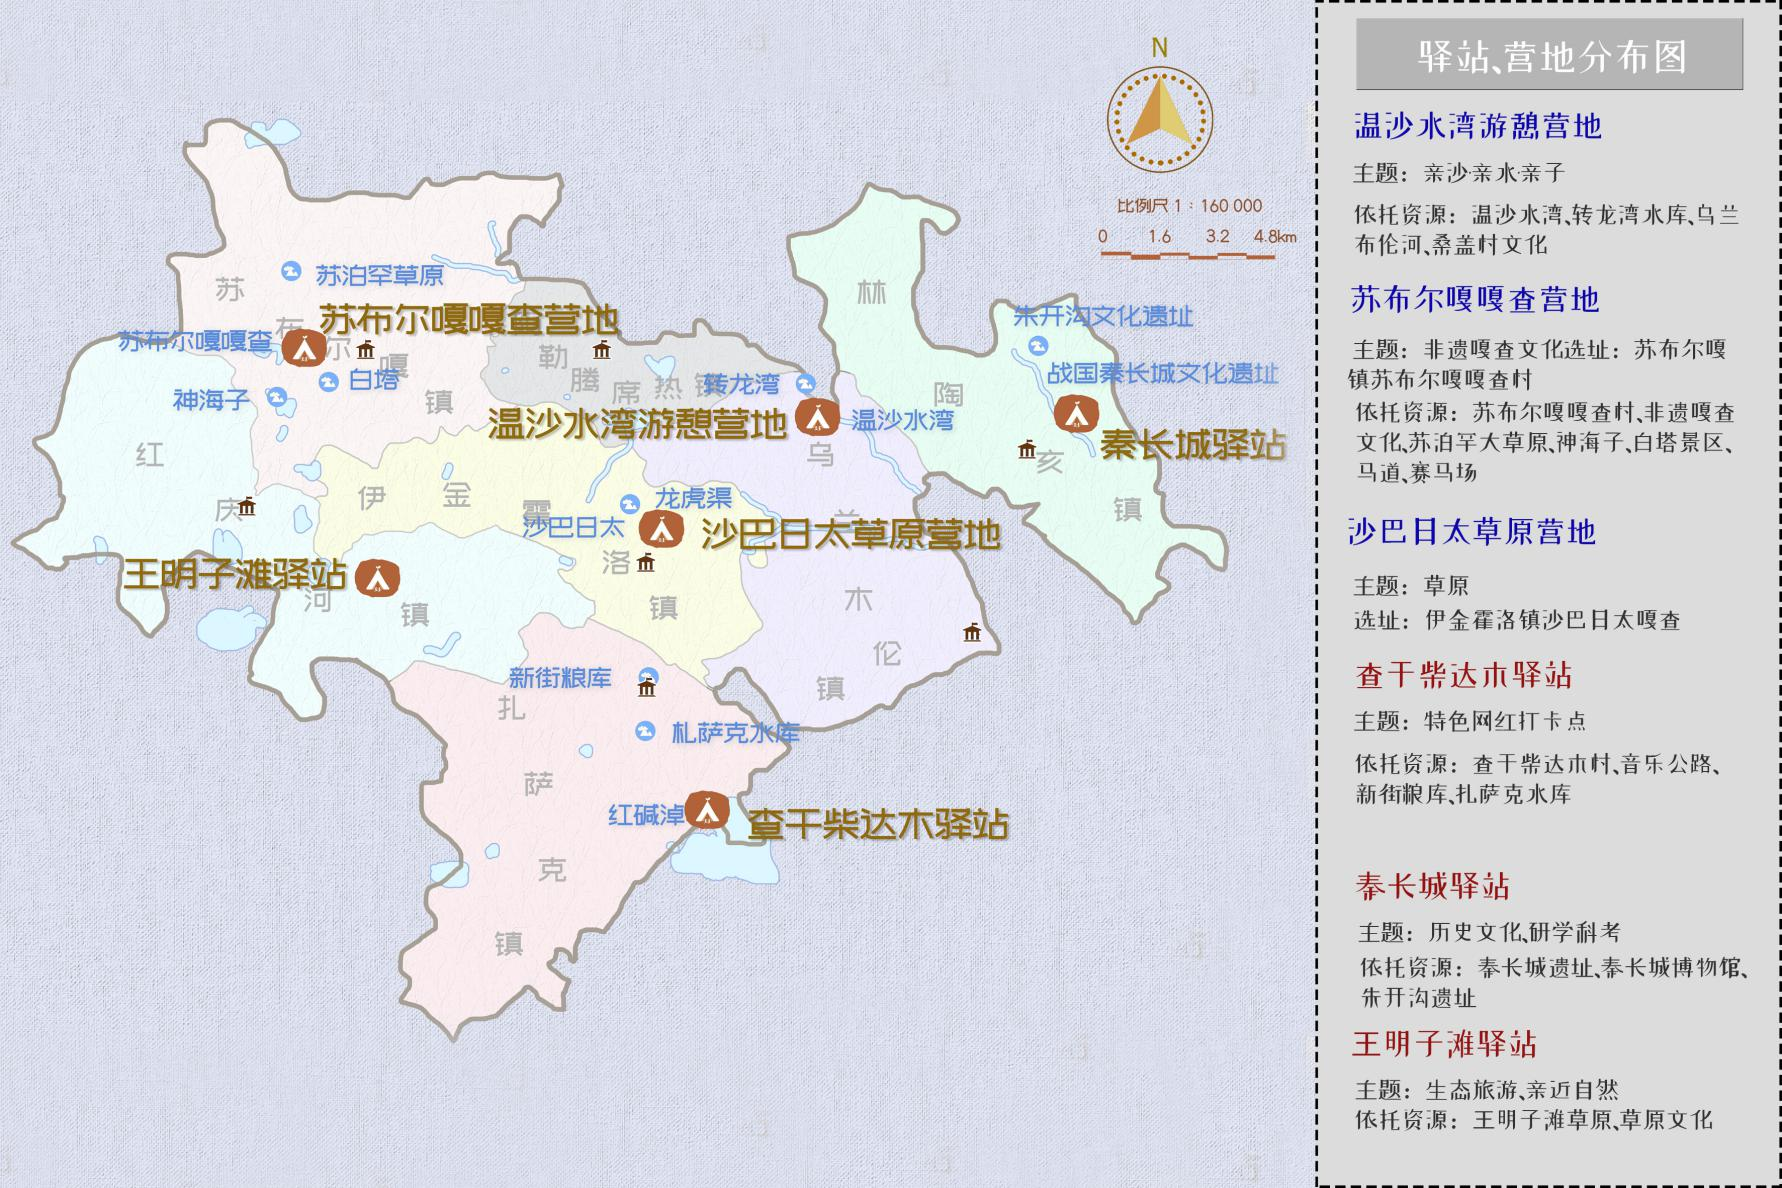 N
比例尺 1：160 000
0 1.6 3.2 4.8km
苏布尔嘎镇
苏泊罕草原
苏布尔嘎嘎查营地
苏布尔嘎嘎查
白塔
神海子
勒腾席热镇
转龙湾
温沙水湾游憩营地
温沙水湾
林陶亥镇
朱开沟文化遗址
战国秦长城文化遗址
秦长城驿站
红庆河镇
王明子滩驿站
伊金霍洛镇
龙虎渠
沙巴日太
沙巴日太草原营地
乌兰木伦镇
新街粮库
扎萨克镇
札萨克水库
红碱淖
查干柴达木驿站
驿站、营地分布图
温沙水湾游憩营地
主题：亲沙·亲水·亲子
依托资源：温沙水湾、转龙湾水库、乌兰
布伦河、桑盖村文化
苏布尔嘎嘎查营地
主题：非遗嘎查文化选址：苏布尔嘎
镇苏布尔嘎嘎查村
依托资源：苏布尔嘎嘎查村、非遗嘎查
文化、苏泊罕大草原、神海子、白塔景区、
马道、赛马场
沙巴日太草原营地
主题：草原
选址：伊金霍洛镇沙巴日太嘎查
查干柴达木驿站
主题：特色网红打卡点
依托资源：查干柴达木村、音乐公路、
新街粮库、扎萨克水库
秦长城驿站
主题：历史文化、研学科考
依托资源：秦长城遗址、秦长城博物馆、
朱开沟遗址
王明子滩驿站
主题：生态旅游、亲近自然
依托资源：王明子滩草原、草原文化